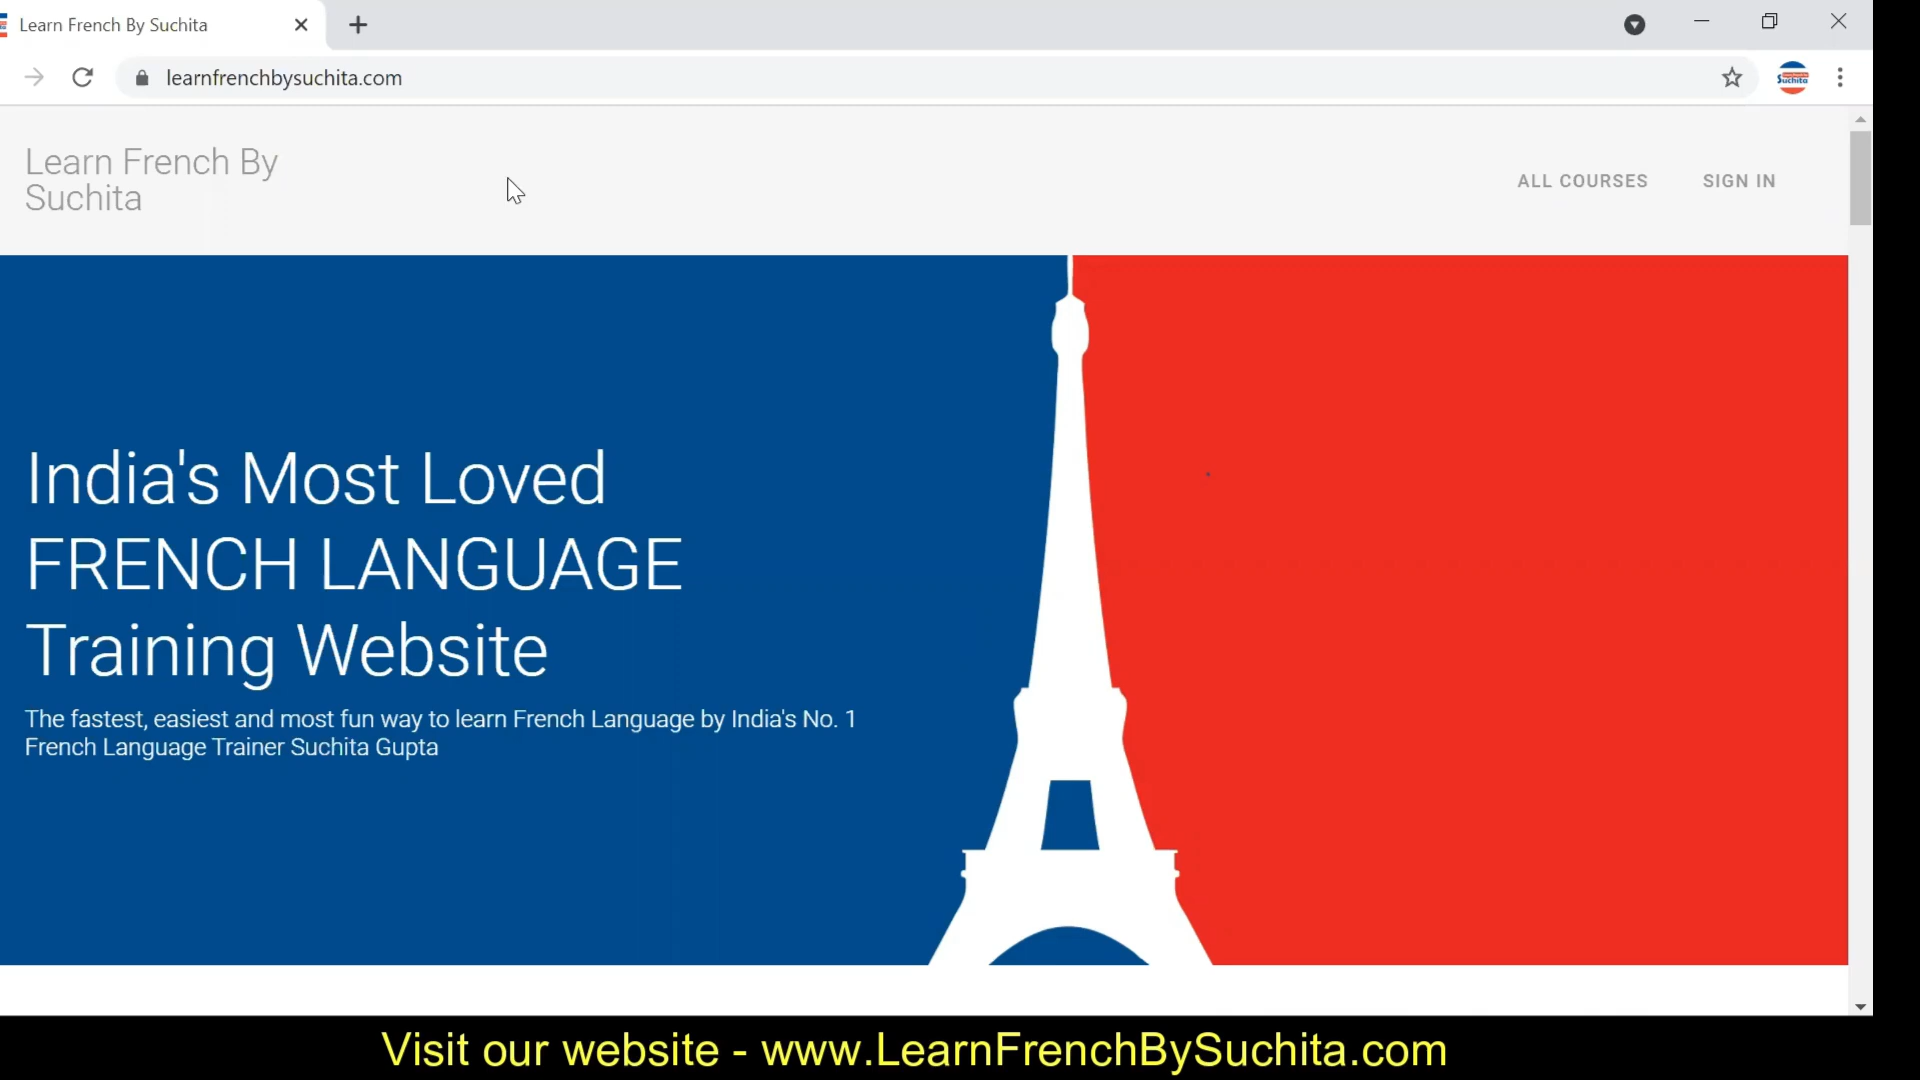 Learn French By Suchita
learnfrenchbysuchita.com
Suchita
Learn French By
Suchita
ALL COURSES
SIGN IN
India's Most Loved
FRENCH LANGUAGE
Training Website
The fastest, easiest and most fun way to learn French Language by India's No. 1
French Language Trainer Suchita Gupta
Visit our website - www.LearnFrenchBySuchita.com